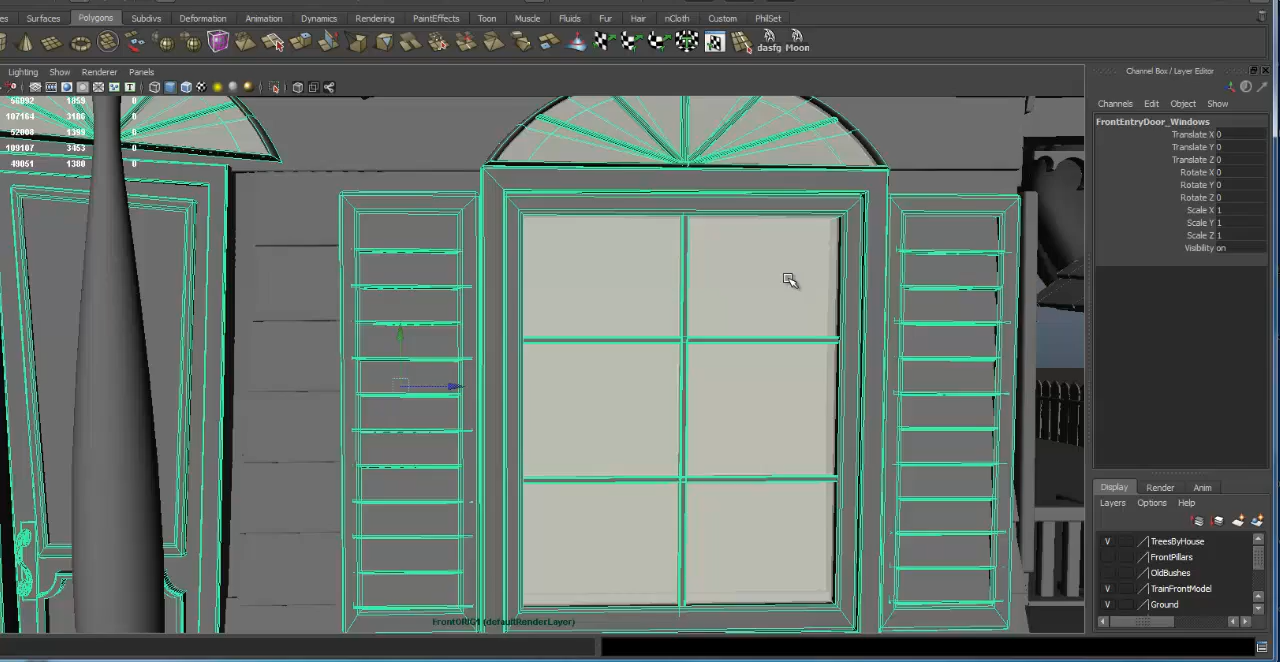 es Surfaces Polygons Subdivs Deformation Animation Dynamics Rendering PaintEffects Toon Muscle Fluids Fur Hair nCloth Custom PhilSet
dasfg Moon
Lighting Show Renderer Panels
Channel Box / Layer Editor
56092 1859 0
107164 3186 0
52008 1398 0
109107 3453 0
49051 1380 0
Channels Edit Object Show
FrontEntryDoor_Windows
Translate X 0
Translate Y 0
Translate Z 0
Rotate X 0
Rotate Y 0
Rotate Z 0
Scale X 1
Scale Y 1
Scale Z 1
Visibility on
Display Render Anim
Layers Options Help
V TreesByHouse
FrontPillars
OldBushes
V TrainFrontModel
V Ground
FrontORIG1 (defaultRenderLayer)